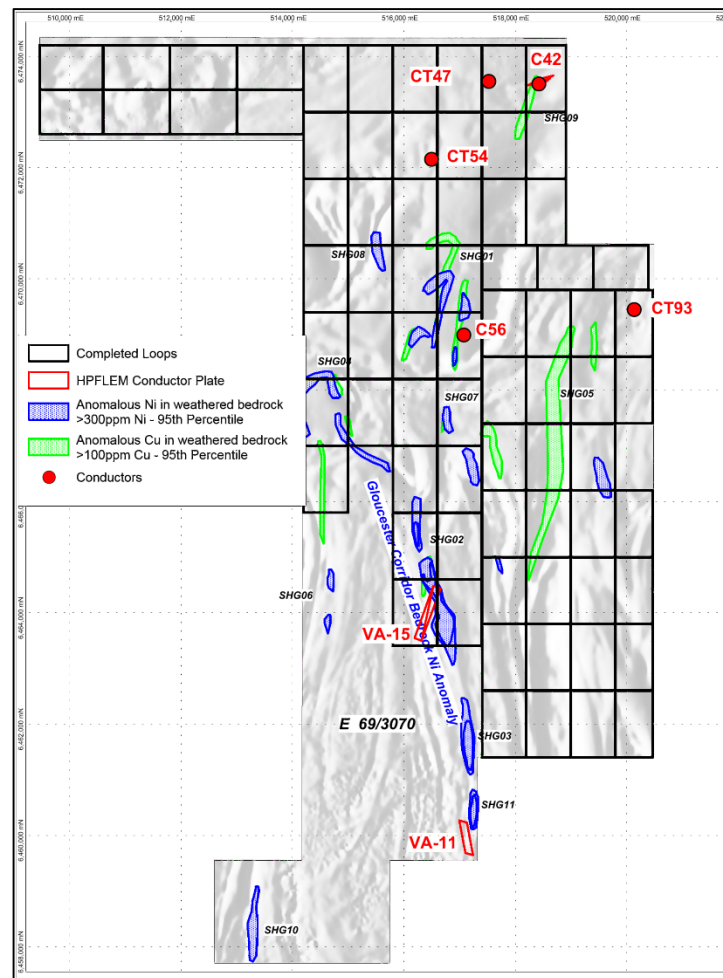 510,000 mE
512,000 mE
514,000 mE
516,000 mE
518,000 mE
520,000 mE
6,474,000 mN
C42
CT47
SHG09
CT54
6,472,000 mN
SHG08
SHG01
6,470,000 mN
CT93
C56
Completed Loops
HPFLEM Conductor Plate
Anomalous Ni in weathered bedrock
>300ppm Ni - 95th Percentile
Anomalous Cu in weathered bedrock
>100ppm Cu - 95th Percentile
Conductors
SHG04
SHG05
SHG07
Gloucester Corridor Bedrock Ni Anomaly
SHG02
SHG06
6,464,000 mN
VA-15
E 69/3070
6,462,000 mN
SHG03
SHG11
6,460,000 mN
VA-11
SHG10
6,458,000 mN